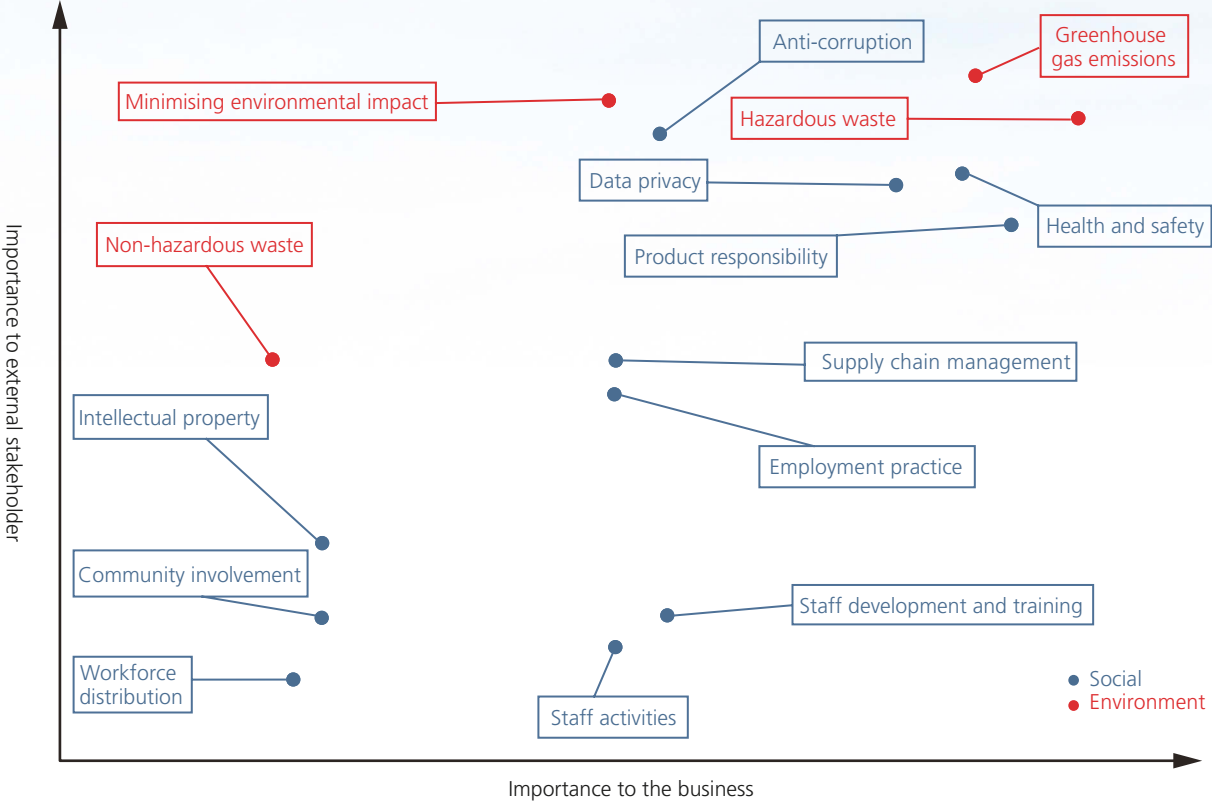 Anti-corruption
Greenhouse
gas emissions
Minimising environmental impact
Hazardous waste
Data privacy
Health and safety
Non-hazardous waste
Product responsibility
Importance to external stakeholder
Supply chain management
Intellectual property
Employment practice
Community involvement
Staff development and training
Workforce
distribution
Staff activities
Social
Environment
Importance to the business